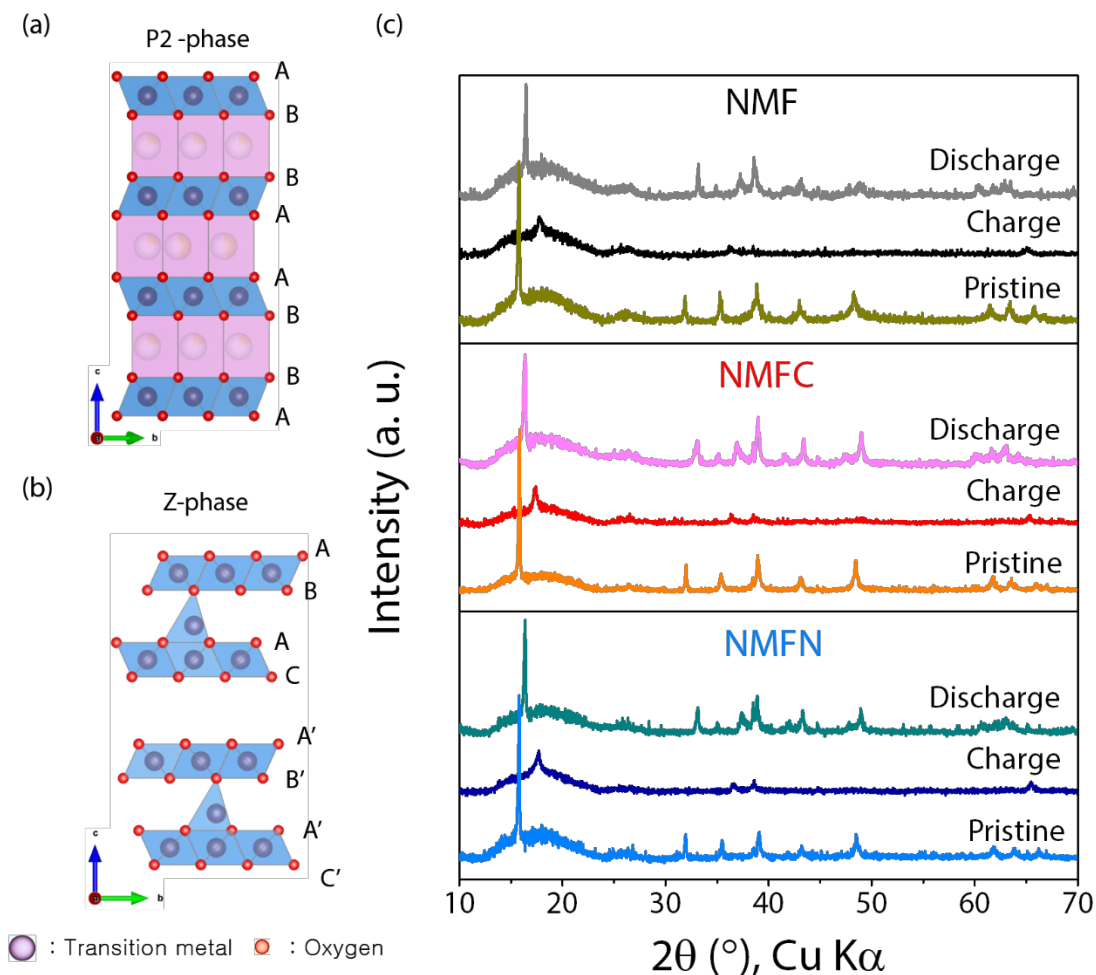 (a)
P2 -phase
A
B
B
A
A
B
B
A
c
b
(b)
Z-phase
A
B
A
C
A’
B’
A’
C’
c
b
: Transition metal
: Oxygen
(c)
NMF
Discharge
Charge
Pristine
NMFC
Discharge
Charge
Pristine
NMFN
Discharge
Charge
Pristine
Intensity (a. u.)
10 20 30 40 50 60 70
2θ (°), Cu Kα